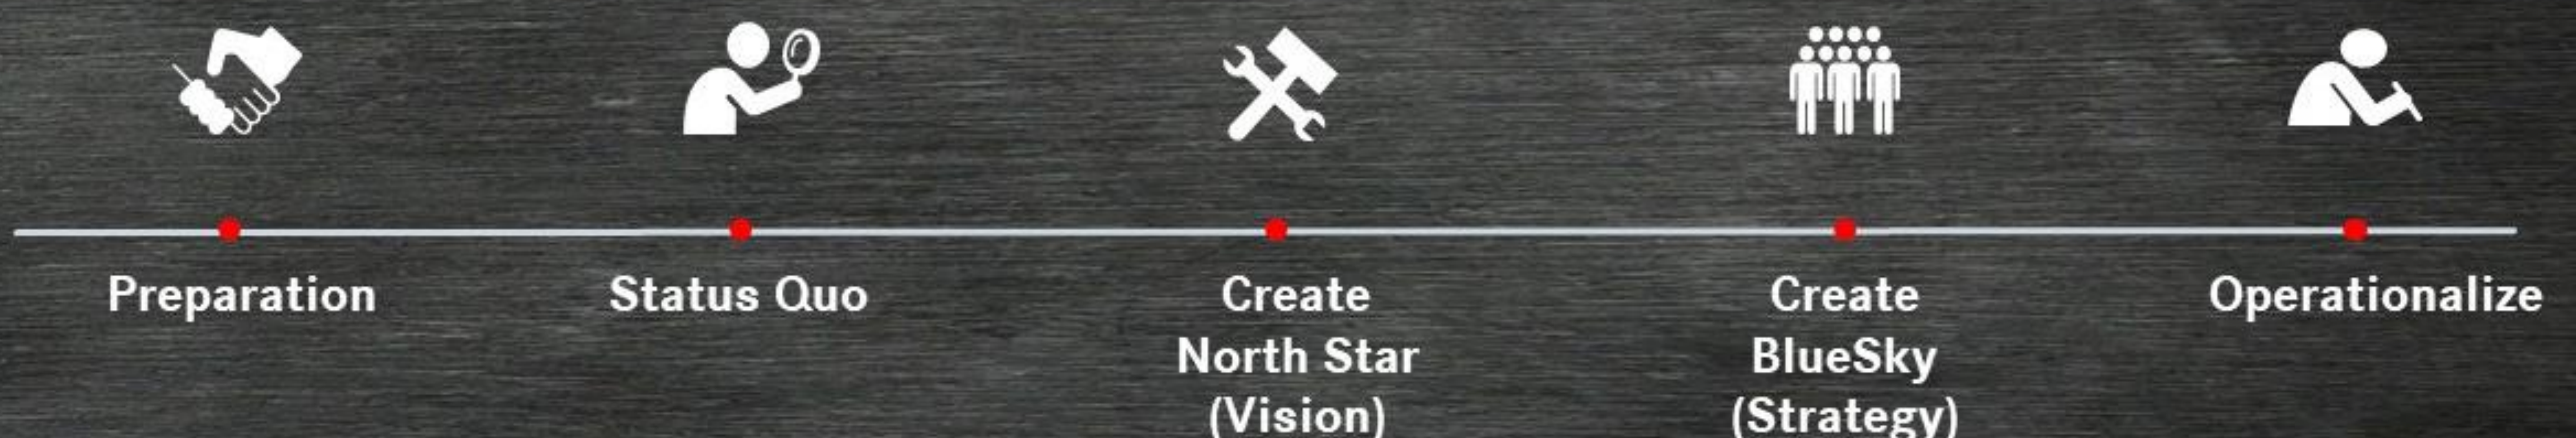 Preparation
Status Quo
Create
North Star
(Vision)
Create
BlueSky
(Strategy)
Operationalize